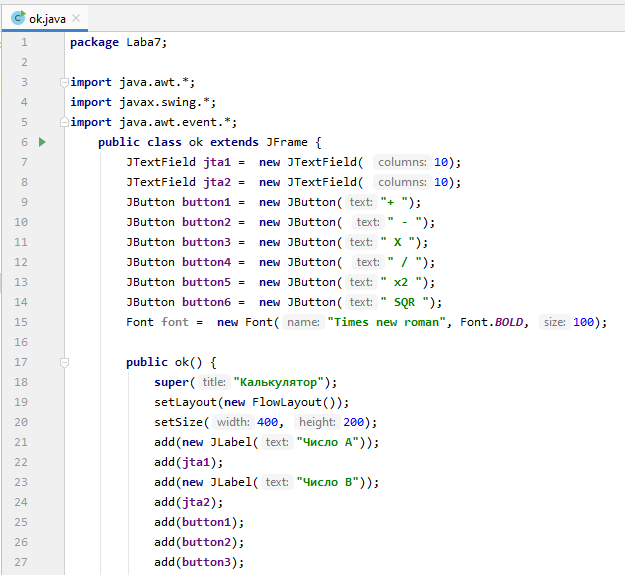 ok.java
1 package Laba7;
2
3 import java.awt.*;
4 import javax.swing.*;
5 import java.awt.event.*;
6 public class ok extends JFrame {
7 JTextField jta1 = new JTextField( columns: 10);
8 JTextField jta2 = new JTextField( columns: 10);
9 JButton button1 = new JButton( text: "+ ");
10 JButton button2 = new JButton( text: " - ");
11 JButton button3 = new JButton( text: " X ");
12 JButton button4 = new JButton( text: " / ");
13 JButton button5 = new JButton( text: " x2 ");
14 JButton button6 = new JButton( text: " SQR ");
15 Font font = new Font( name: "Times new roman", Font.BOLD, size: 100);
16
17 public ok() {
18 super( title: "Калькулятор");
19 setLayout(new FlowLayout());
20 setSize( width: 400, height: 200);
21 add(new JLabel( text: "Число A"));
22 add(jta1);
23 add(new JLabel( text: "Число B"));
24 add(jta2);
25 add(button1);
26 add(button2);
27 add(button3);